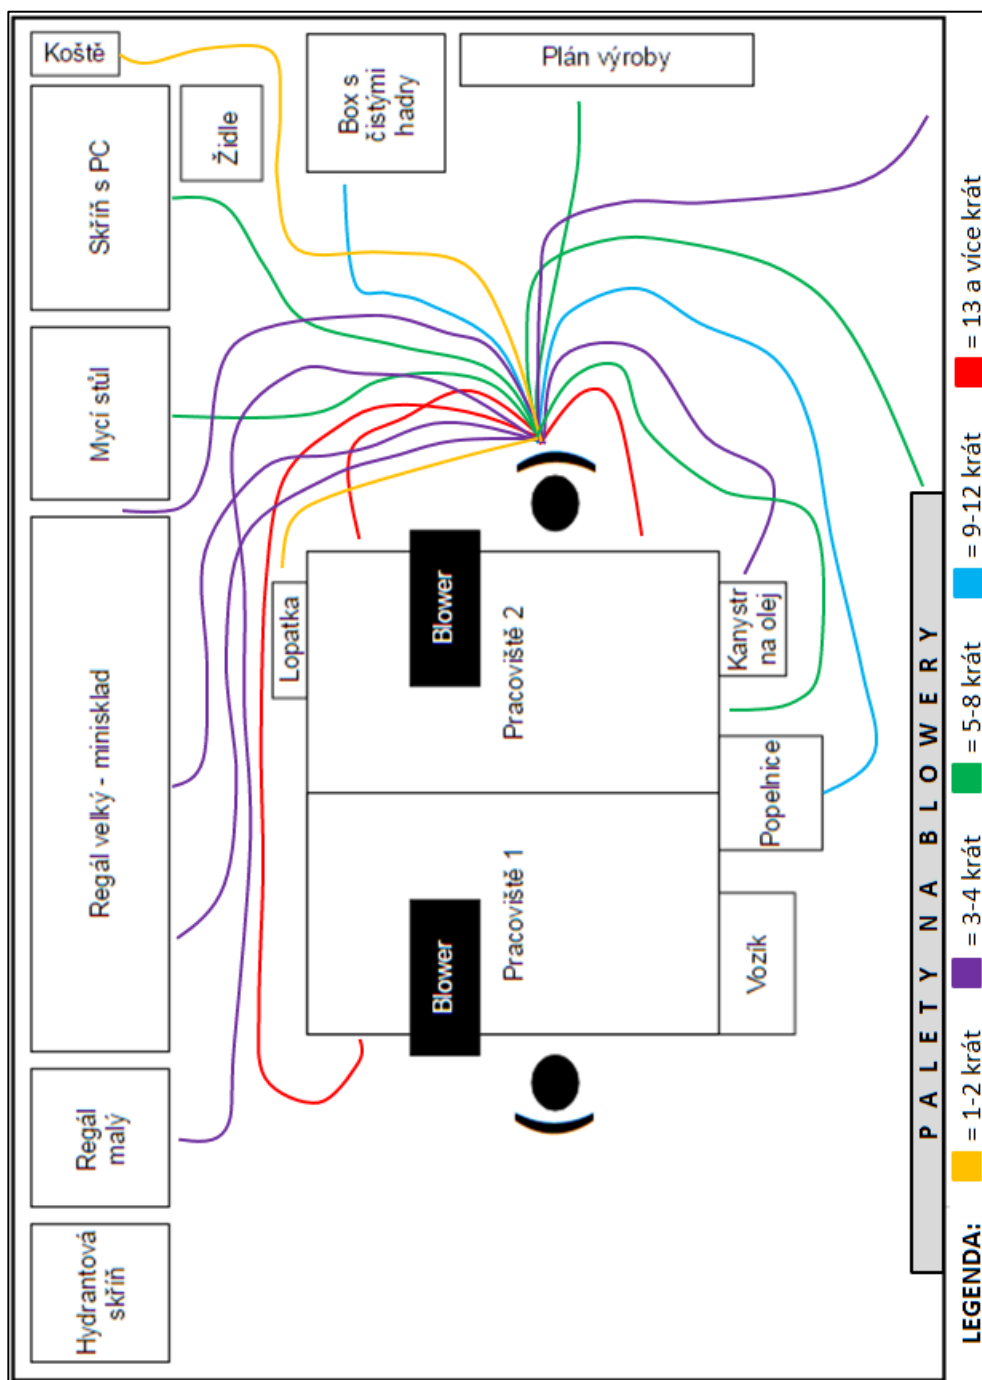 Koště
Plán výroby
Box s
čistými
hadry
Židle
Skříň s PC
Mycí stůl
Regál velký - minisklad
Regál
malý
Hydrantová
skříň
Lopatka
Blower
Pracoviště 2
Kanystr
na olej
Blower
Pracoviště 1
Popelnice
Vozík
PALETY NA BLOWERY
LEGENDA:
= 1-2 krát
= 3-4 krát
= 5-8 krát
= 9-12 krát
= 13 a více krát